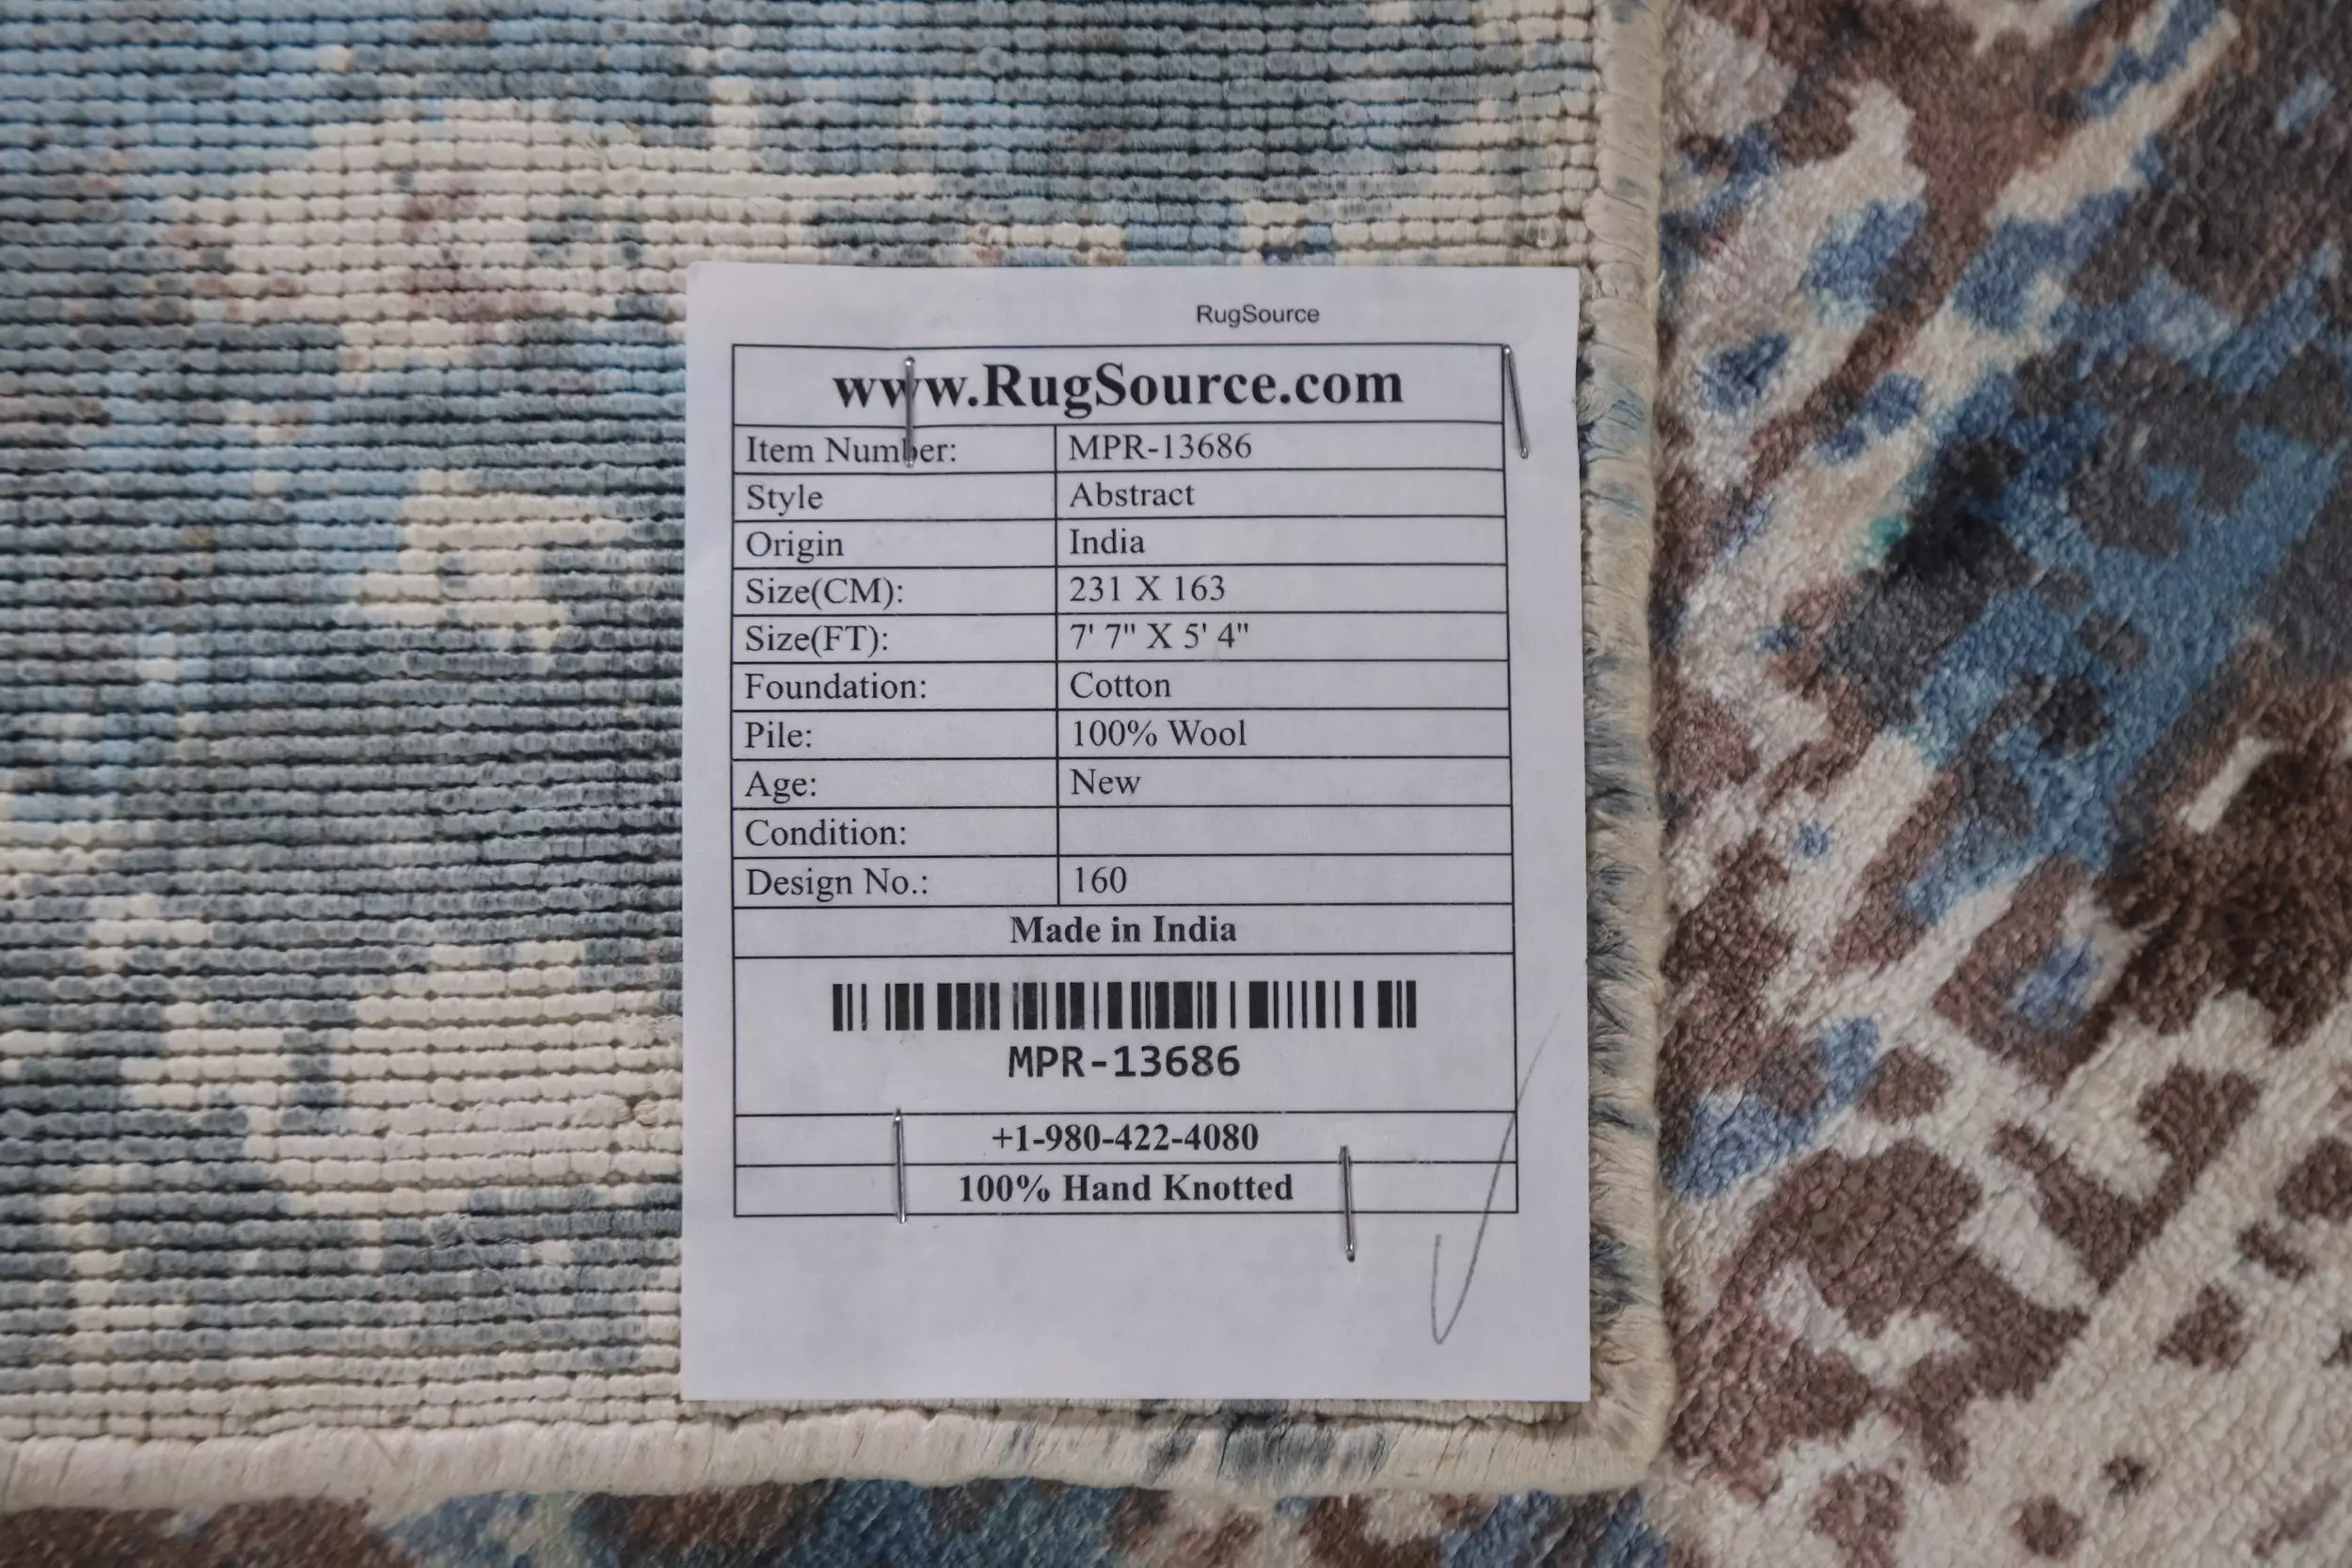 RugSource
www.RugSource.com
Item Number: MPR-13686
Style Abstract
Origin India
Size(CM): 231 X 163
Size(FT): 7' 7" X 5' 4"
Foundation: Cotton
Pile: 100% Wool
Age: New
Condition:
Design No.: 160
Made in India
MPR-13686
+1-980-422-4080
100% Hand Knotted